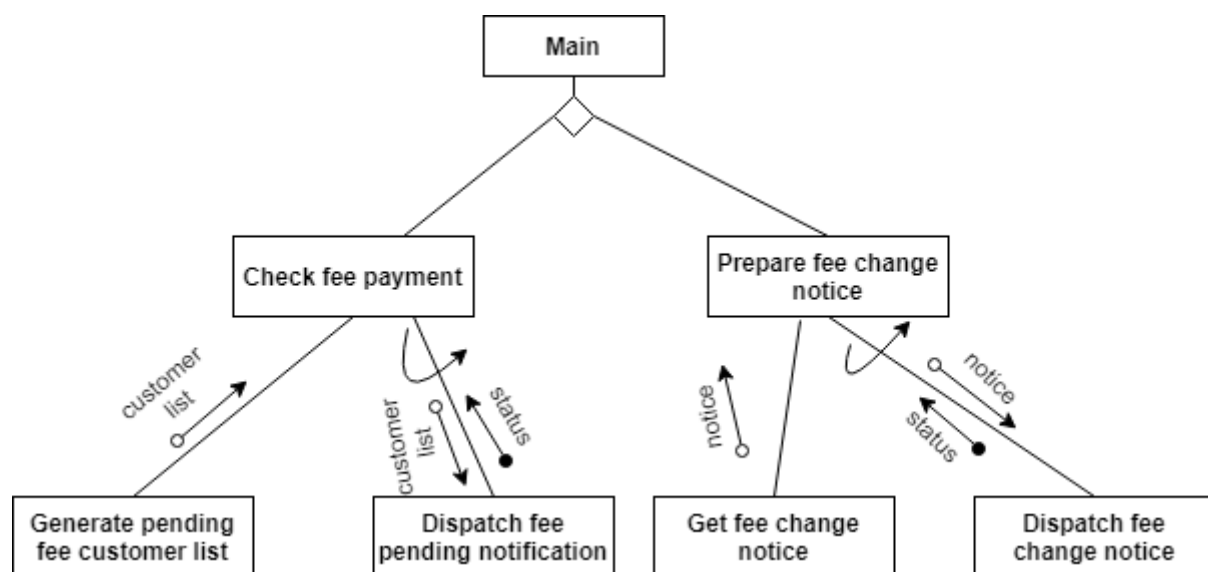 Main
Check fee payment
Prepare fee change
notice
customer
list
customer
list
status
notice
notice
status
Generate pending
fee customer list
Dispatch fee
pending notification
Get fee change
notice
Dispatch fee
change notice